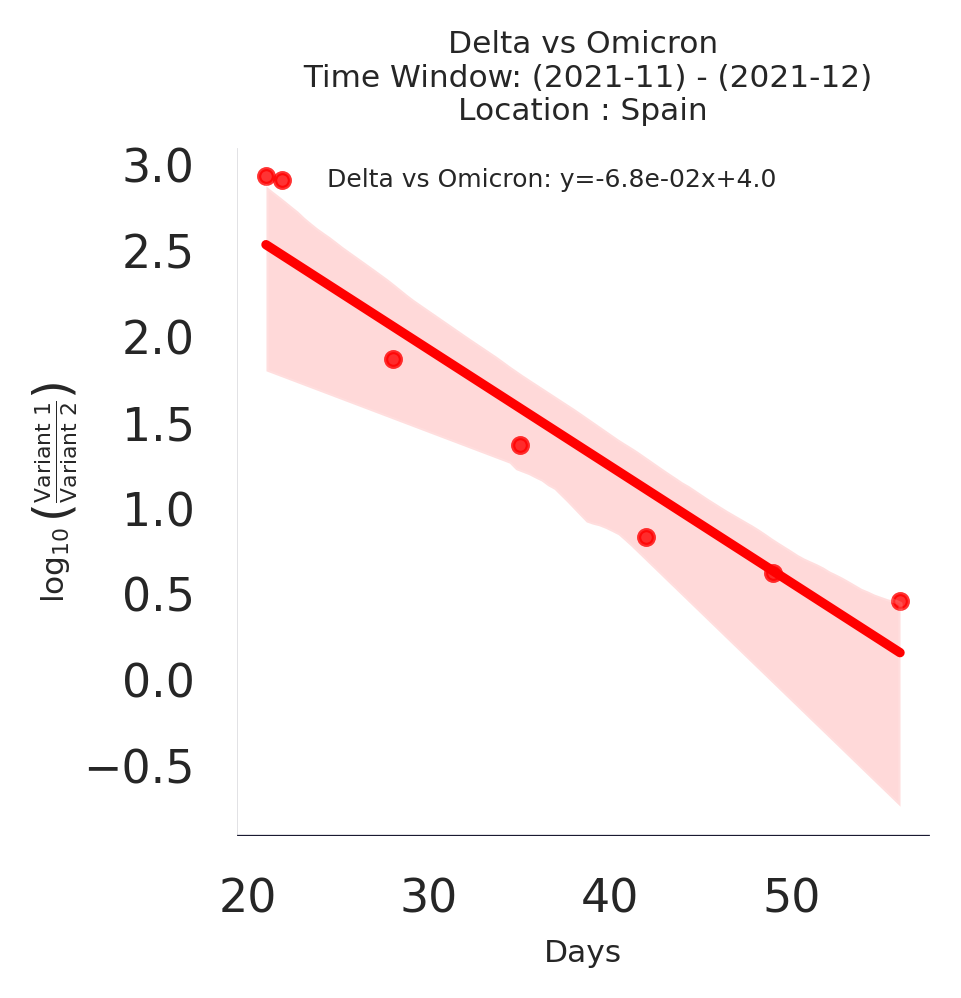 Delta vs Omicron
Time Window: (2021-11) - (2021-12)
Location : Spain
Delta vs Omicron: y=-6.8e-02x+4.0
3.0
2.5
2.0
1.5
1.0
0.5
0.0
−0.5
log10 (Variant 1 / Variant 2)
20 30 40 50
Days